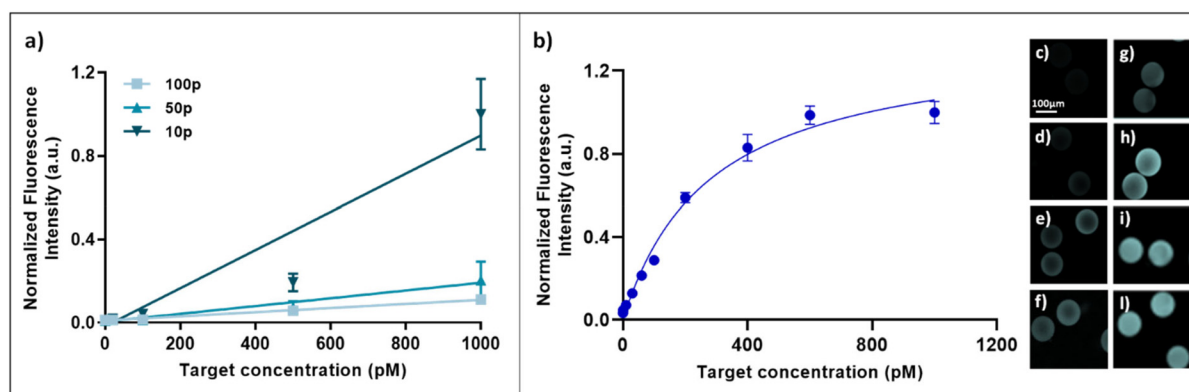 a)
Normalized Fluorescence
Intensity (a.u.)
1.2
0.8
0.4
0.0
100p
50p
10p
0
200
400
600
800
1000
Target concentration (pM)
b)
Normalized Fluorescence
Intensity (a.u.)
1.2
0.8
0.4
0.0
0
400
800
1200
Target concentration (pM)
c)
100μm
g)
d)
h)
e)
i)
f)
l)